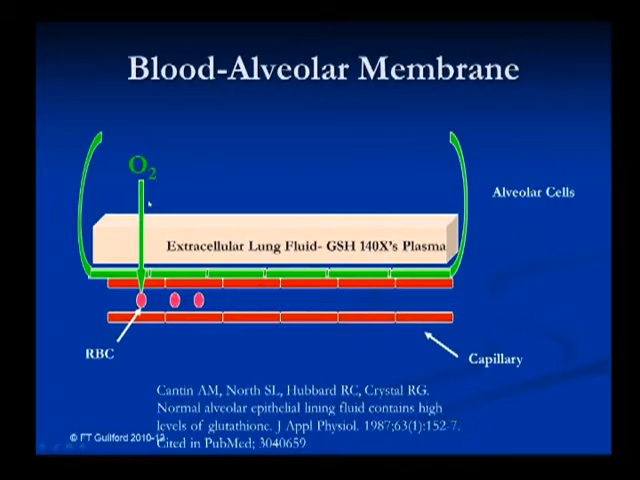 Blood-Alveolar Membrane
O2
Alveolar Cells
Extracellular Lung Fluid- GSH 140X's Plasma
RBC
Capillary
Cantin AM, North SL, Hubbard RC, Crystal RG.
Normal alveolar epithelial lining fluid contains high
levels of glutathione. J Appl Physiol. 1987;63(1):152-7.
Cited in PubMed; 3040659
© FT Guilford 2010-12